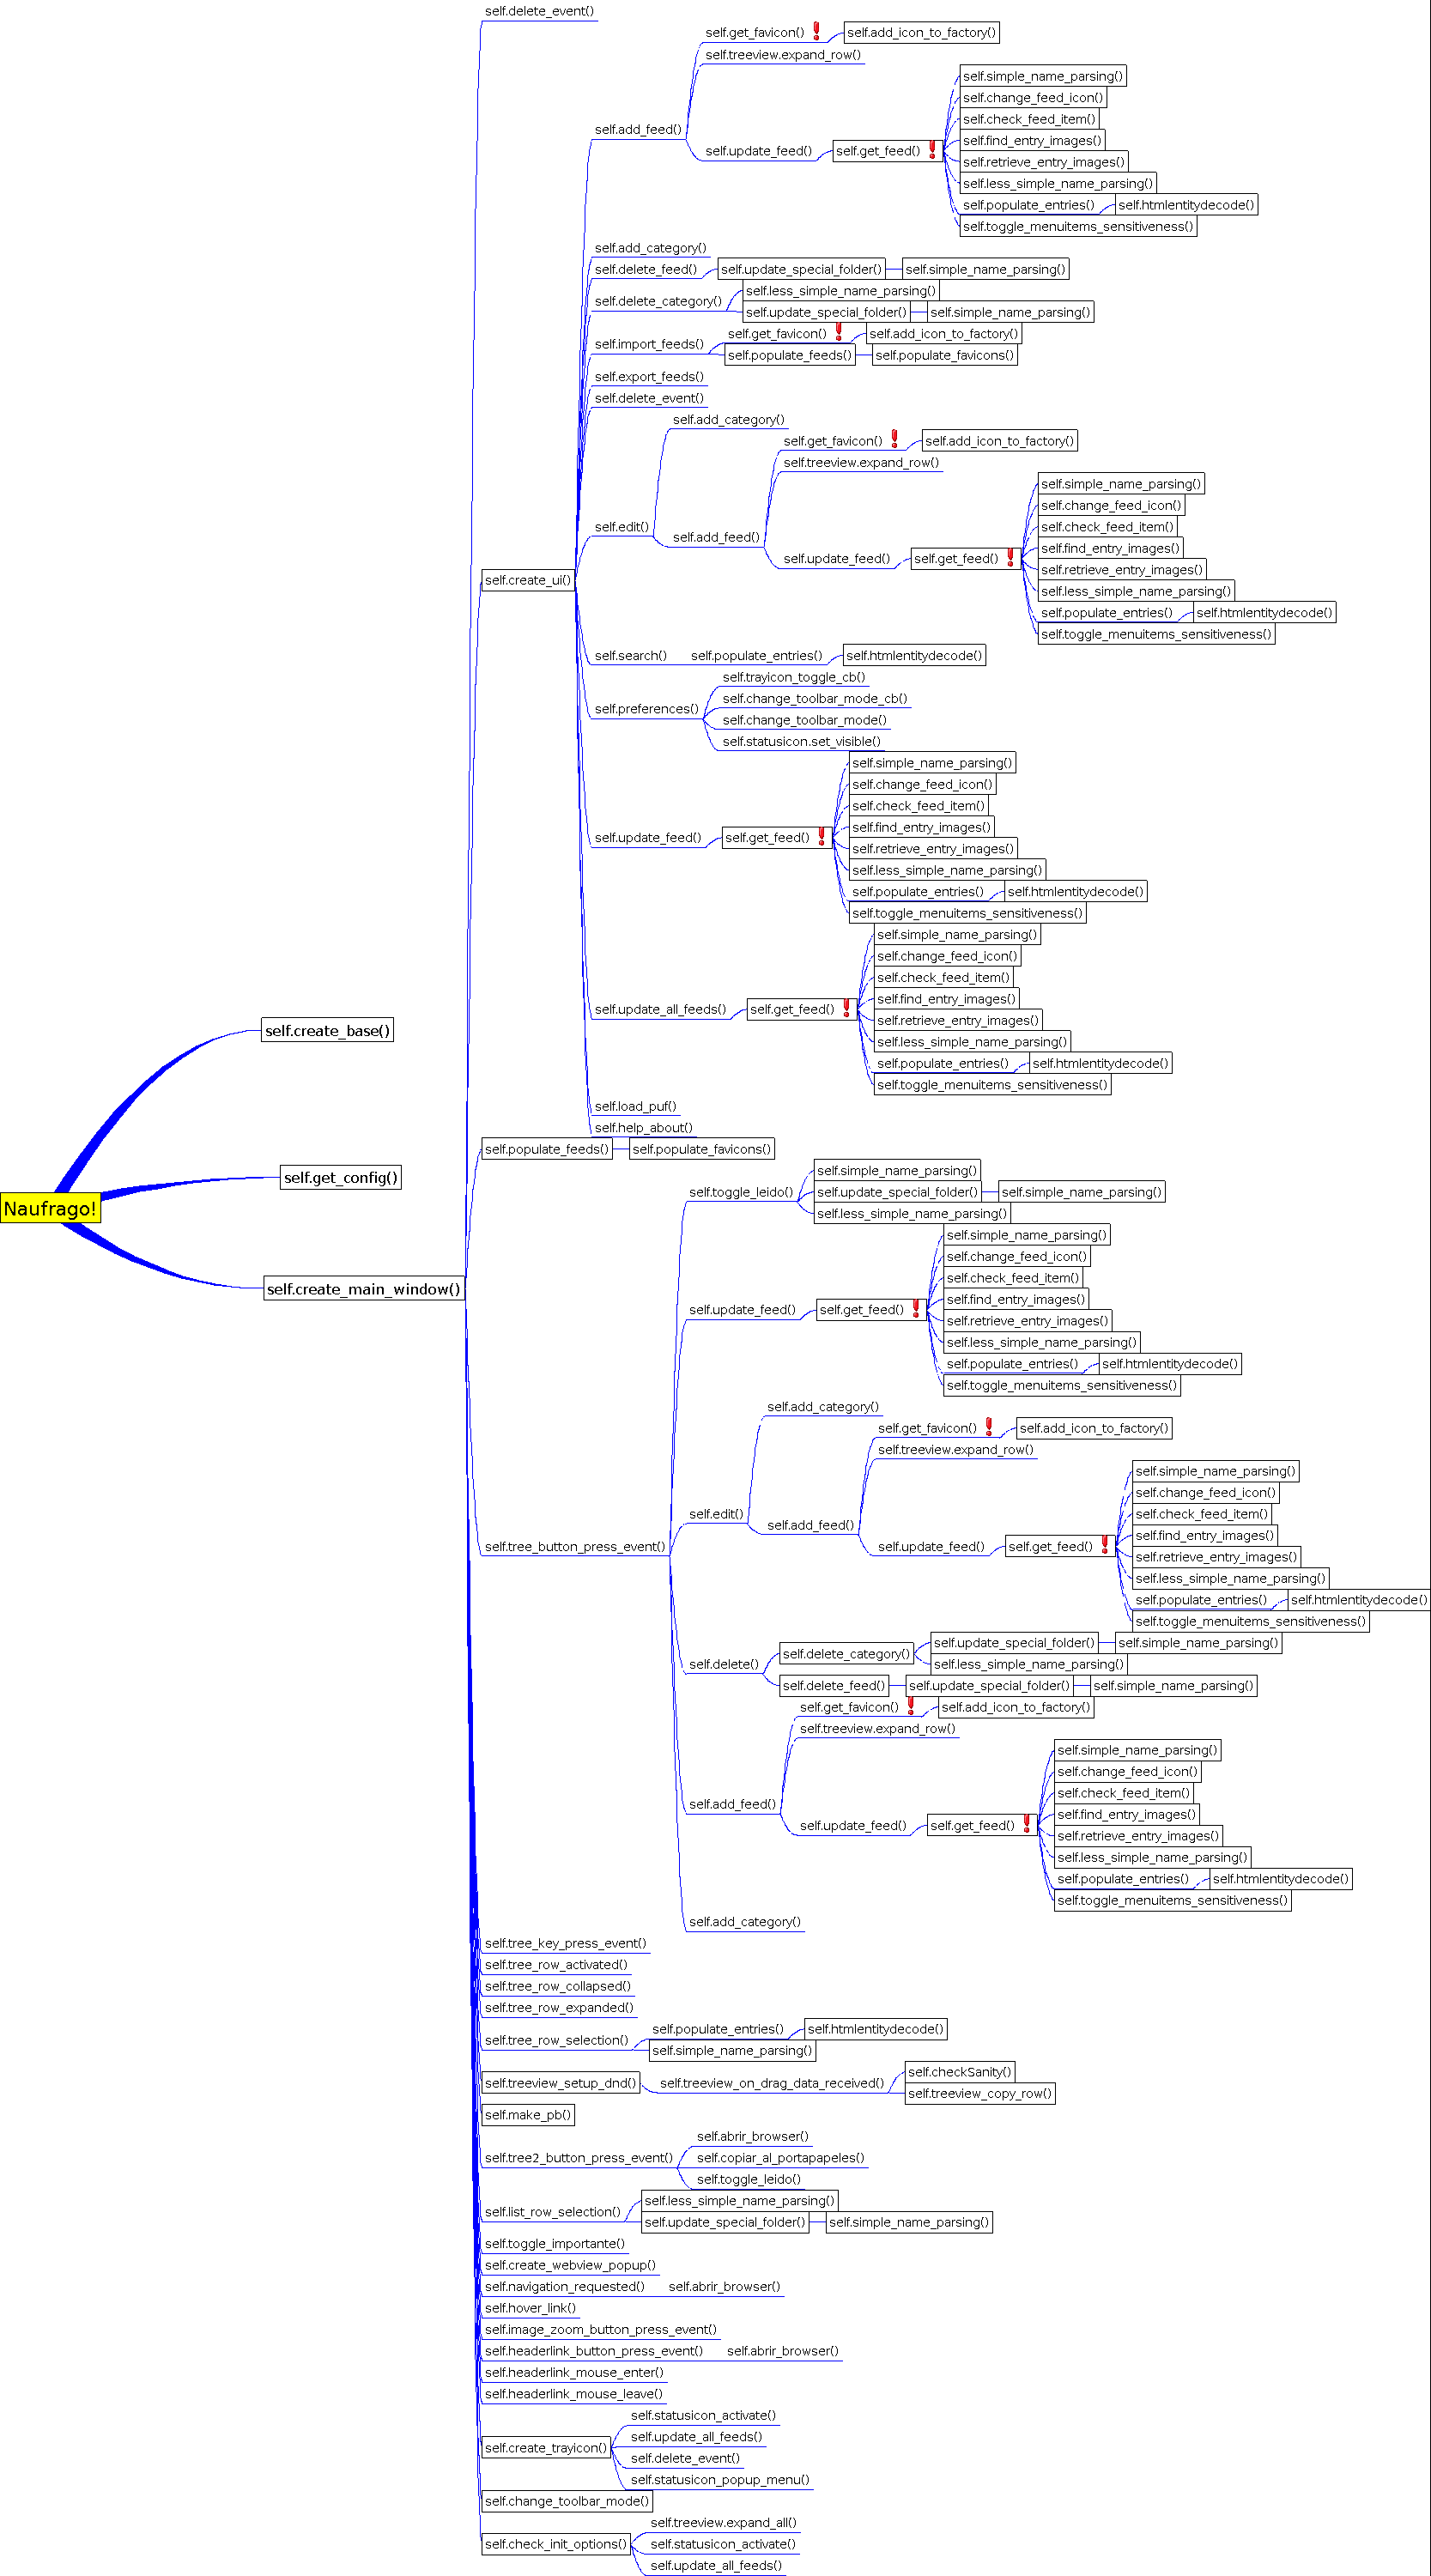 self.delete_event()
self.get_favicon()
self.add_icon_to_factory()
self.treeview.expand_row()
self.simple_name_parsing()
self.change_feed_icon()
self.check_feed_item()
self.add_feed()
self.find_entry_images()
self.update_feed()
self.get_feed()
self.retrieve_entry_images()
self.less_simple_name_parsing()
self.populate_entries()
self.htmlentitydecode()
self.toggle_menuitems_sensitiveness()
self.add_category()
self.delete_feed()
self.update_special_folder()
self.simple_name_parsing()
self.delete_category()
self.less_simple_name_parsing()
self.update_special_folder()
self.simple_name_parsing()
self.import_feeds()
self.get_favicon()
self.add_icon_to_factory()
self.populate_feeds()
self.populate_favicons()
self.export_feeds()
self.delete_event()
self.add_category()
self.get_favicon()
self.add_icon_to_factory()
self.treeview.expand_row()
self.simple_name_parsing()
self.change_feed_icon()
self.edit()
self.add_feed()
self.check_feed_item()
self.find_entry_images()
self.update_feed()
self.get_feed()
self.retrieve_entry_images()
self.create_ui()
self.less_simple_name_parsing()
self.populate_entries()
self.htmlentitydecode()
self.toggle_menuitems_sensitiveness()
self.search()
self.populate_entries()
self.htmlentitydecode()
self.preferences()
self.trayicon_toggle_cb()
self.change_toolbar_mode_cb()
self.change_toolbar_mode()
self.statusicon.set_visible()
self.simple_name_parsing()
self.change_feed_icon()
self.check_feed_item()
self.find_entry_images()
self.update_feed()
self.get_feed()
self.retrieve_entry_images()
self.less_simple_name_parsing()
self.populate_entries()
self.htmlentitydecode()
self.toggle_menuitems_sensitiveness()
self.simple_name_parsing()
self.change_feed_icon()
self.check_feed_item()
self.find_entry_images()
self.update_all_feeds()
self.get_feed()
self.retrieve_entry_images()
self.less_simple_name_parsing()
self.populate_entries()
self.htmlentitydecode()
self.toggle_menuitems_sensitiveness()
self.create_base()
self.load_puf()
self.help_about()
self.populate_feeds()
self.populate_favicons()
self.get_config()
Naufrago!
self.create_main_window()
self.toggle_leido()
self.simple_name_parsing()
self.update_special_folder()
self.simple_name_parsing()
self.less_simple_name_parsing()
self.simple_name_parsing()
self.change_feed_icon()
self.check_feed_item()
self.find_entry_images()
self.update_feed()
self.get_feed()
self.retrieve_entry_images()
self.less_simple_name_parsing()
self.populate_entries()
self.htmlentitydecode()
self.toggle_menuitems_sensitiveness()
self.add_category()
self.get_favicon()
self.add_icon_to_factory()
self.treeview.expand_row()
self.simple_name_parsing()
self.change_feed_icon()
self.edit()
self.add_feed()
self.check_feed_item()
self.find_entry_images()
self.tree_button_press_event()
self.update_feed()
self.get_feed()
self.retrieve_entry_images()
self.less_simple_name_parsing()
self.populate_entries()
self.htmlentitydecode()
self.toggle_menuitems_sensitiveness()
self.delete()
self.delete_category()
self.update_special_folder()
self.simple_name_parsing()
self.less_simple_name_parsing()
self.delete_feed()
self.update_special_folder()
self.simple_name_parsing()
self.get_favicon()
self.add_icon_to_factory()
self.treeview.expand_row()
self.simple_name_parsing()
self.change_feed_icon()
self.check_feed_item()
self.add_feed()
self.find_entry_images()
self.update_feed()
self.get_feed()
self.retrieve_entry_images()
self.less_simple_name_parsing()
self.populate_entries()
self.htmlentitydecode()
self.toggle_menuitems_sensitiveness()
self.add_category()
self.tree_key_press_event()
self.tree_row_activated()
self.tree_row_collapsed()
self.tree_row_expanded()
self.tree_row_selection()
self.populate_entries()
self.htmlentitydecode()
self.simple_name_parsing()
self.treeview_setup_dnd()
self.treeview_on_drag_data_received()
self.checkSanity()
self.treeview_copy_row()
self.make_pb()
self.tree2_button_press_event()
self.abrir_browser()
self.copiar_al_portapapeles()
self.toggle_leido()
self.list_row_selection()
self.less_simple_name_parsing()
self.update_special_folder()
self.simple_name_parsing()
self.toggle_importante()
self.create_webview_popup()
self.navigation_requested()
self.abrir_browser()
self.hover_link()
self.image_zoom_button_press_event()
self.headerlink_button_press_event()
self.abrir_browser()
self.headerlink_mouse_enter()
self.headerlink_mouse_leave()
self.create_trayicon()
self.statusicon_activate()
self.update_all_feeds()
self.delete_event()
self.statusicon_popup_menu()
self.change_toolbar_mode()
self.check_init_options()
self.treeview.expand_all()
self.statusicon_activate()
self.update_all_feeds()